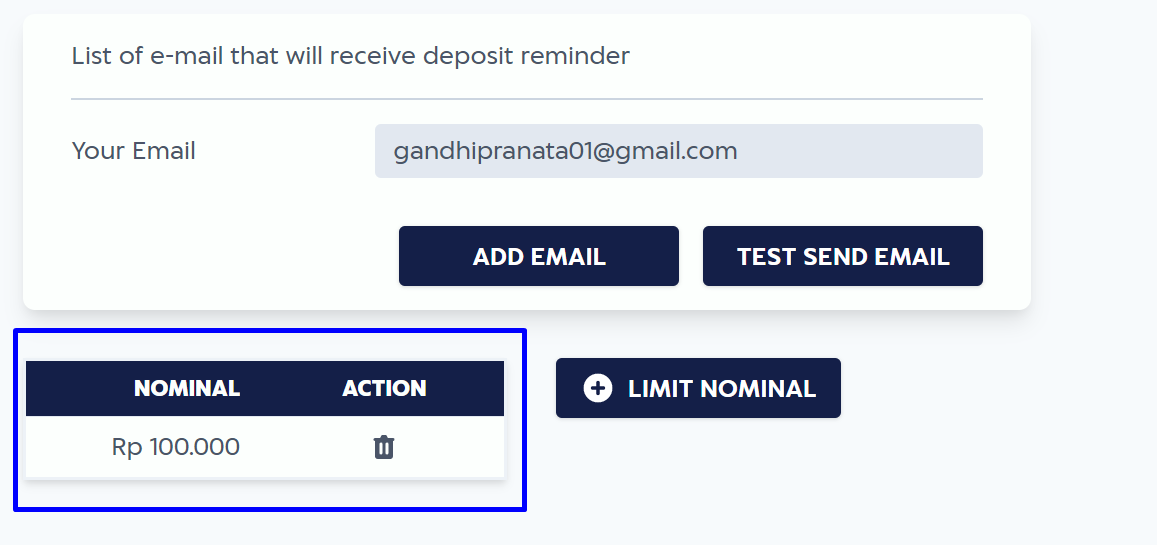 List of e-mail that will receive deposit reminder
Your Email gandhipranata01@gmail.com
ADD EMAIL TEST SEND EMAIL
NOMINAL ACTION LIMIT NOMINAL
Rp 100.000